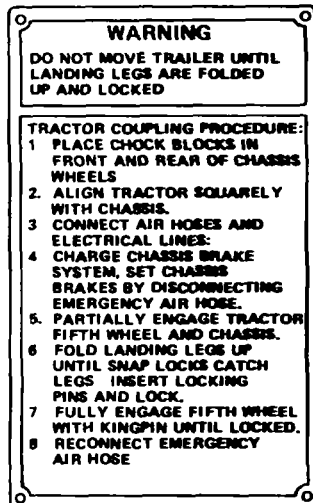 WARNING
DO NOT MOVE TRAILER UNTIL
LANDING LEGS ARE FOLDED
UP AND LOCKED
TRACTOR COUPLING PROCEDURE:
1 PLACE CHOCK BLOCKS IN
FRONT AND REAR OF CHASSIS
WHEELS
2. ALIGN TRACTOR SQUARELY
WITH CHASSIS.
3 CONNECT AIR HOSES AND
ELECTRICAL LINES:
4 CHARGE CHASSIS BRAKE
SYSTEM, SET CHASSIS
BRAKES BY DISCONNECTING
EMERGENCY AIR HOSE.
5. PARTIALLY ENGAGE TRACTOR
FIFTH WHEEL AND CHASSIS.
6 FOLD LANDING LEGS UP
UNTIL SNAP LOCKS CATCH
LEGS INSERT LOCKING
PINS AND LOCK.
7 FULLY ENGAGE FIFTH WHEEL
WITH KINGPIN UNTIL LOCKED.
8 RECONNECT EMERGENCY
AIR HOSE